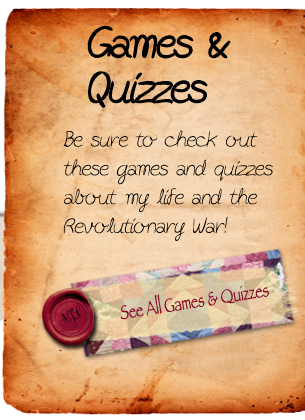 Games &
Quizzes
Be sure to check out
these games and quizzes
about my life and the
Revolutionary War!
See All Games & Quizzes